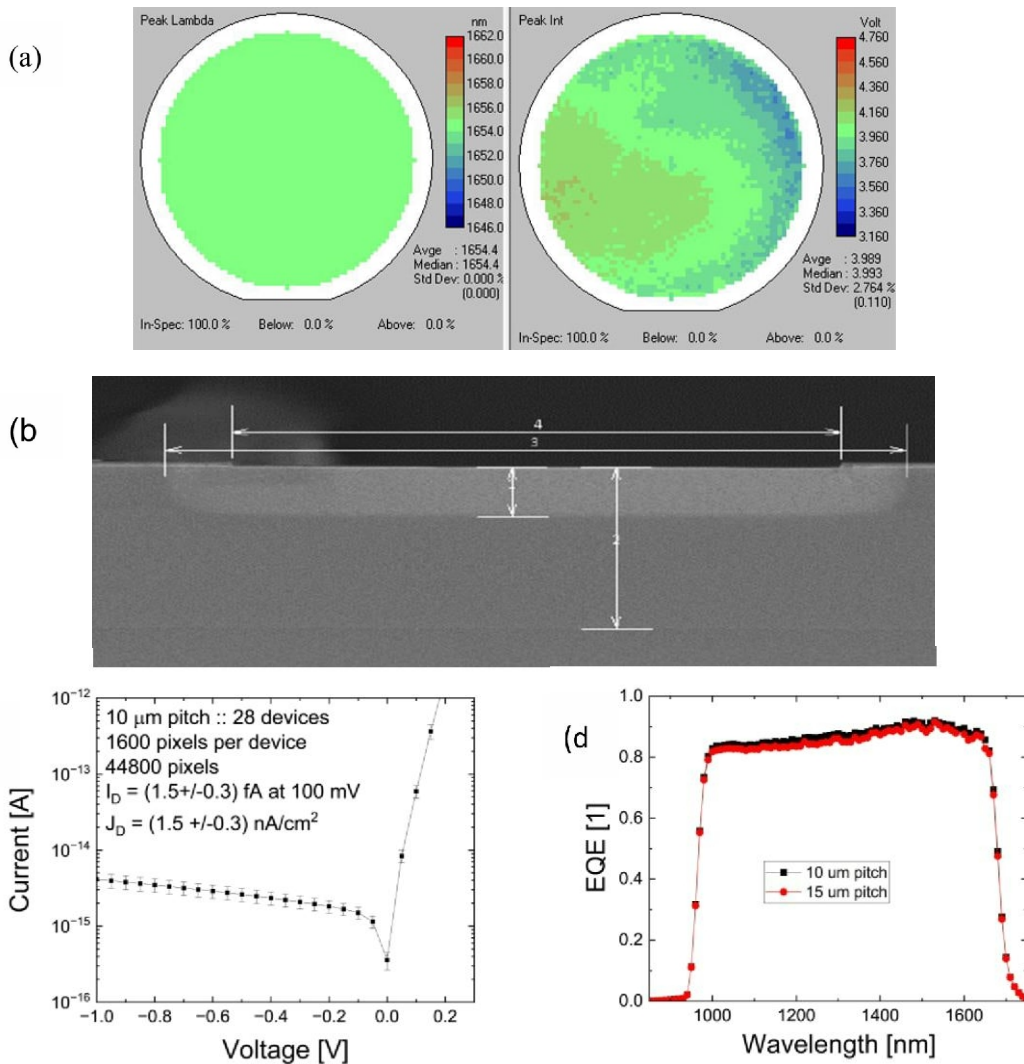 (a)
Peak Lambda
nm
1662.0
1660.0
1658.0
1656.0
1654.0
1652.0
1650.0
1648.0
1646.0
Avge : 1654.4
Median : 1654.4
Std Dev: 0.000 %
(0.000)
In-Spec: 100.0 % Below: 0.0 % Above: 0.0 %
Peak Int
Volt
4.760
4.560
4.360
4.160
3.960
3.760
3.560
3.360
3.160
Avge : 3.989
Median : 3.993
Std Dev: 2.764 %
(0.110)
In-Spec: 100.0 % Below: 0.0 % Above: 0.0 %
(b
4
3
1
2
10⁻¹²
10⁻¹³
10⁻¹⁴
10⁻¹⁵
10⁻¹⁶
Current [A]
10 μm pitch :: 28 devices
1600 pixels per device
44800 pixels
I_D = (1.5+/-0.3) fA at 100 mV
J_D = (1.5 +/-0.3) nA/cm²
−1.0 −0.8 −0.6 −0.4 −0.2 0.0 0.2
Voltage [V]
(d
1.0
0.8
0.6
0.4
0.2
0.0
EQE [1]
10 um pitch
15 um pitch
1000 1200 1400 1600
Wavelength [nm]